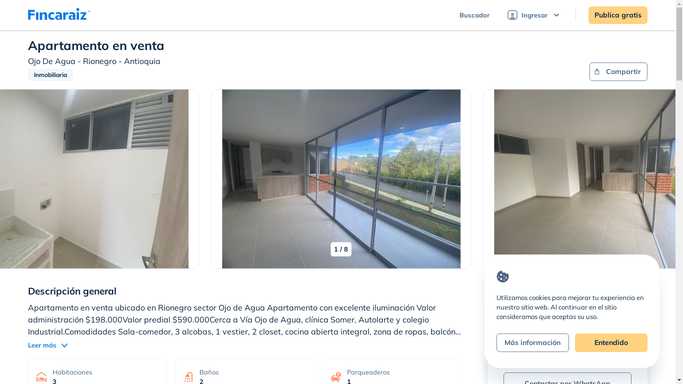 Fincaraiz
Buscador
Ingresar
Publica gratis
Apartamento en venta
Ojo De Agua - Rionegro - Antioquia
Inmobiliaria
Compartir
1 / 8
Descripción general
Apartamento en venta ubicado en Rionegro sector Ojo de Agua Apartamento con excelente iluminación Valor
administración $198.000Valor predial $590.000Cerca a Vía Ojo de Agua, clínica Somer, Autolarte y colegio
Industrial.Comodidades Sala-comedor, 3 alcobas, 1 vestier, 2 closet, cocina abierta integral, zona de ropas, balcón...
Leer más
Habitaciones
3
Baños
2
Parqueaderos
1
Utilizamos cookies para mejorar tu experiencia en
nuestro sitio web. Al continuar en el sitio
consideramos que aceptas su uso.
Más información
Entendido
Contactar por WhatsApp